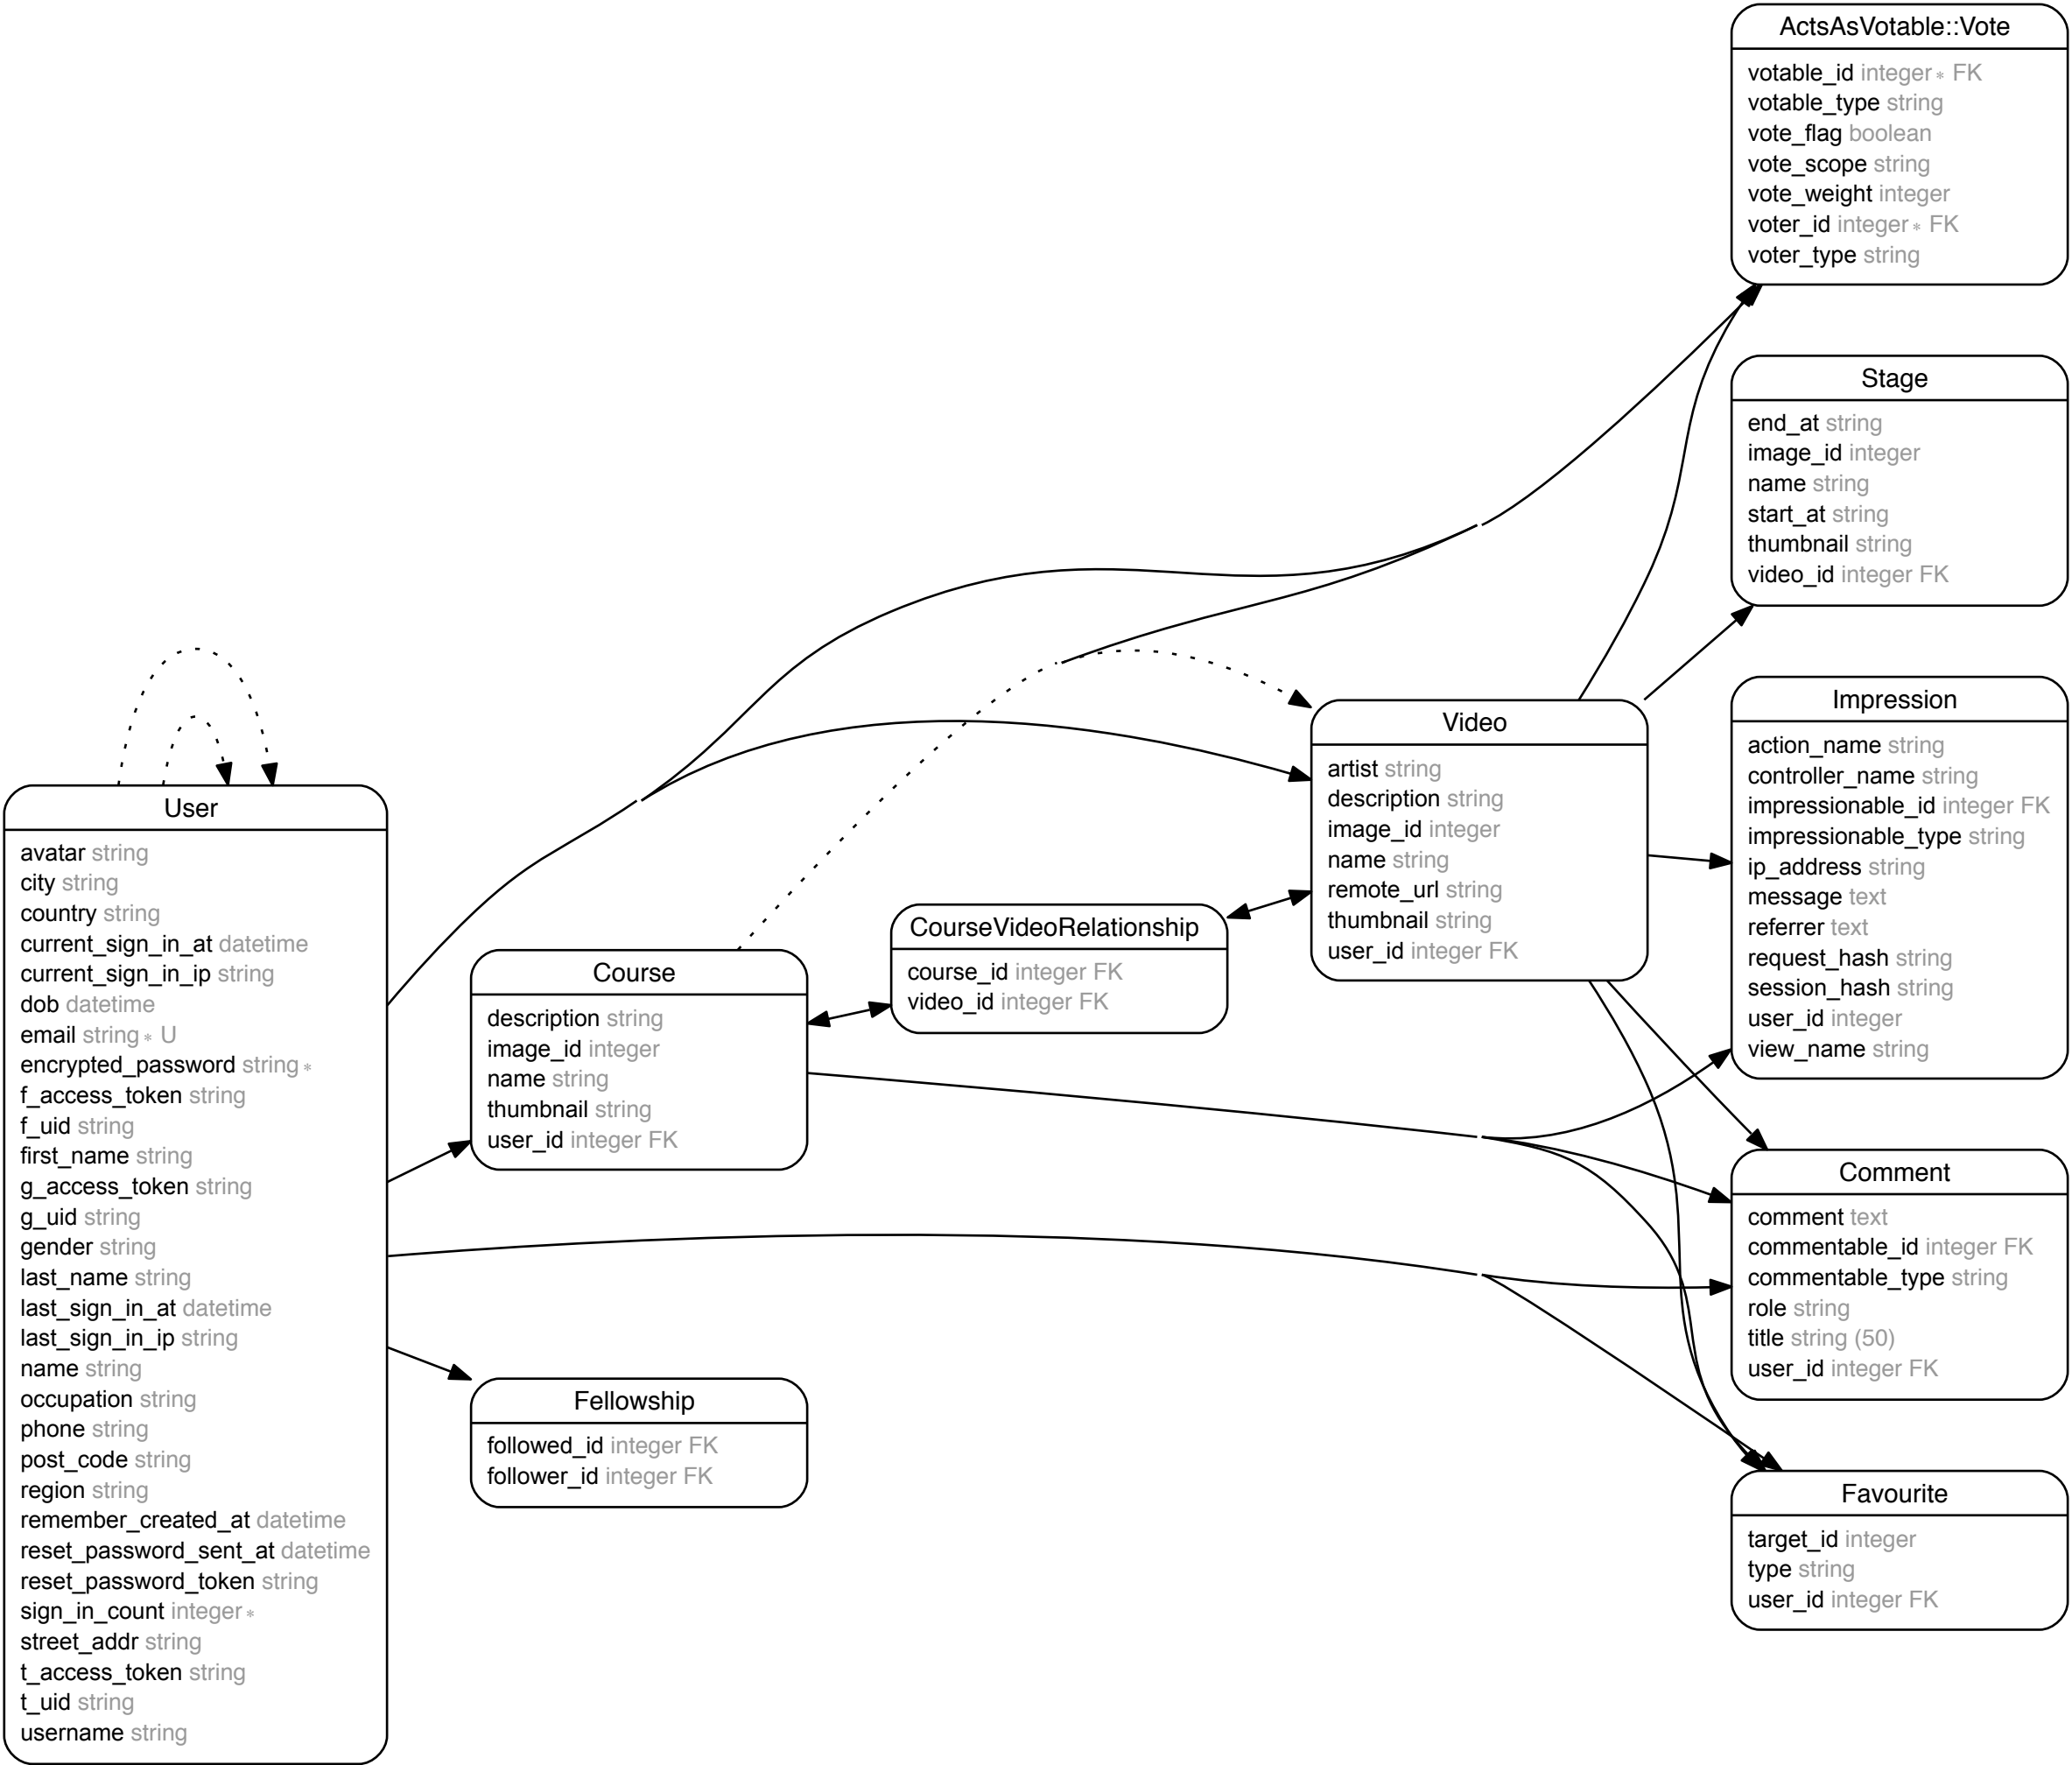 ActsAsVotable::Vote
votable_id integer∗ FK
votable_type string
vote_flag boolean
vote_scope string
vote_weight integer
voter_id integer∗ FK
voter_type string
Stage
end_at string
image_id integer
name string
start_at string
thumbnail string
video_id integer FK
Impression
action_name string
controller_name string
impressionable_id integer FK
impressionable_type string
ip_address string
message text
referrer text
request_hash string
session_hash string
user_id integer
view_name string
Video
artist string
description string
image_id integer
name string
remote_url string
thumbnail string
user_id integer FK
User
avatar string
city string
country string
current_sign_in_at datetime
current_sign_in_ip string
dob datetime
email string∗ U
encrypted_password string∗
f_access_token string
f_uid string
first_name string
g_access_token string
g_uid string
gender string
last_name string
last_sign_in_at datetime
last_sign_in_ip string
name string
occupation string
phone string
post_code string
region string
remember_created_at datetime
reset_password_sent_at datetime
reset_password_token string
sign_in_count integer∗
street_addr string
t_access_token string
t_uid string
username string
CourseVideoRelationship
course_id integer FK
video_id integer FK
Course
description string
image_id integer
name string
thumbnail string
user_id integer FK
Comment
comment text
commentable_id integer FK
commentable_type string
role string
title string (50)
user_id integer FK
Fellowship
followed_id integer FK
follower_id integer FK
Favourite
target_id integer
type string
user_id integer FK